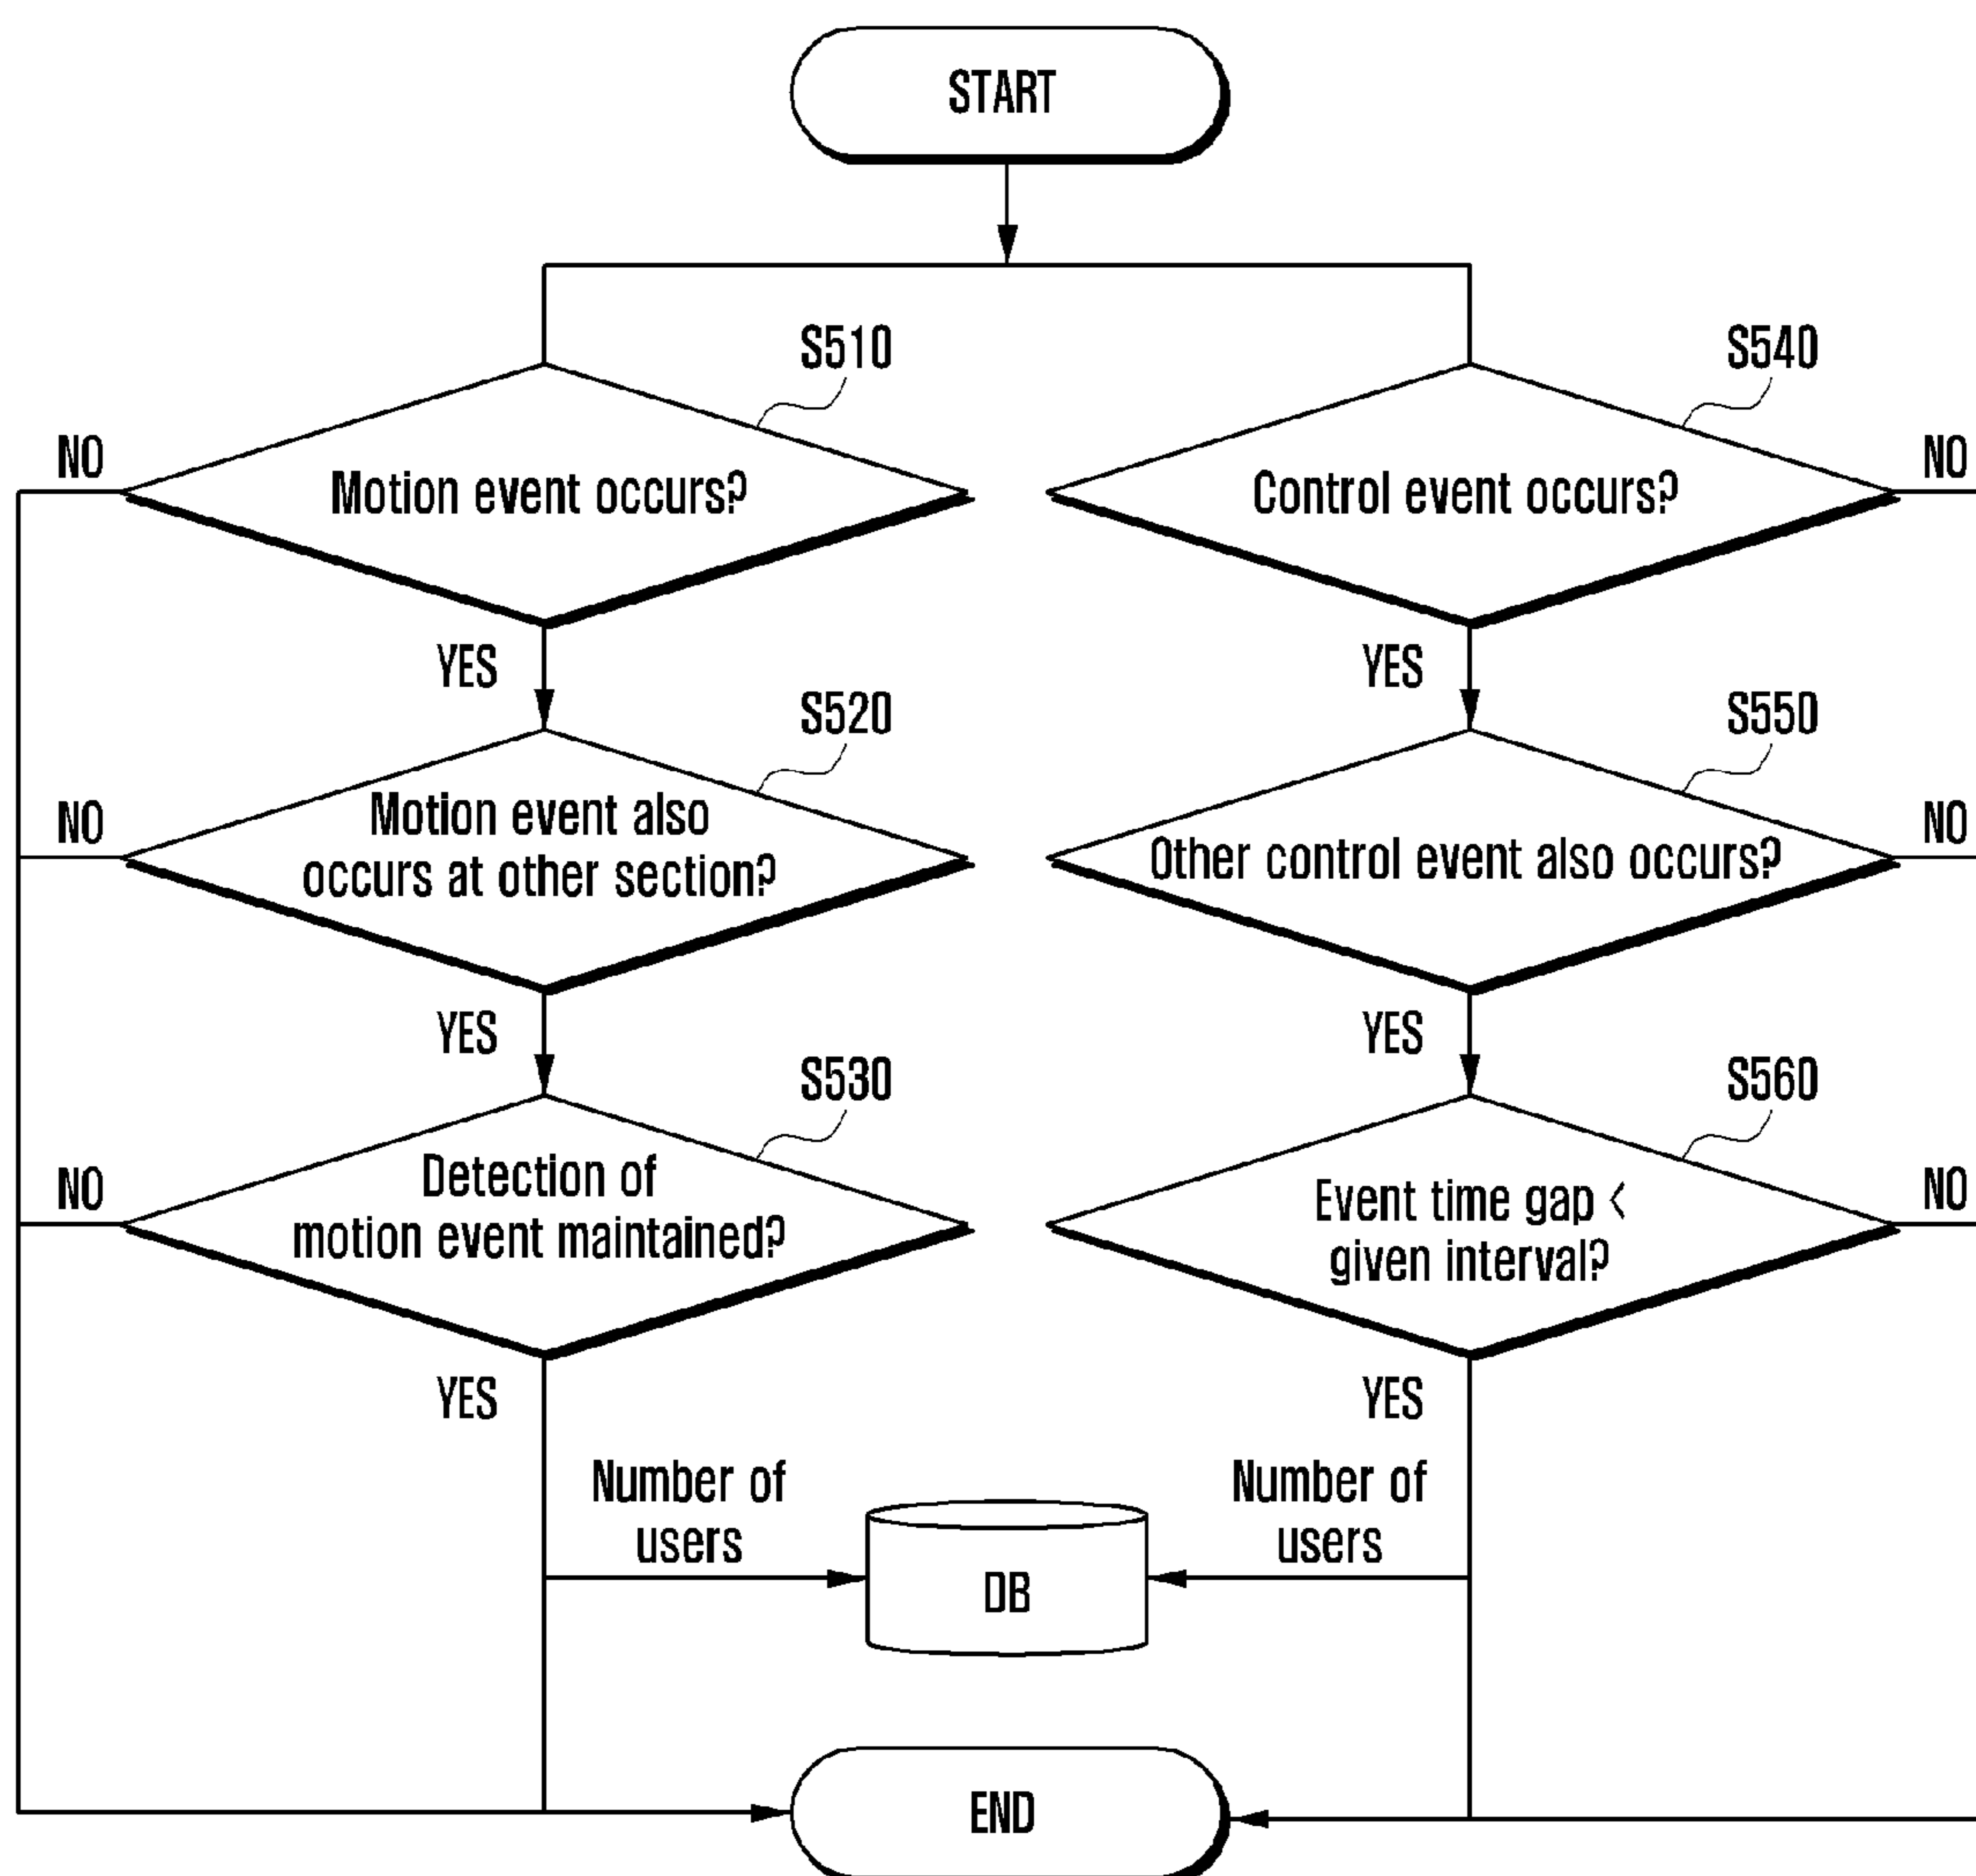 START
S510
NO
Motion event occurs?
YES
S520
NO
Motion event also
occurs at other section?
YES
S530
NO
Detection of
motion event maintained?
YES
Number of
users
S540
NO
Control event occurs?
YES
S550
NO
Other control event also occurs?
YES
S560
NO
Event time gap <
given interval?
YES
Number of
users
DB
END